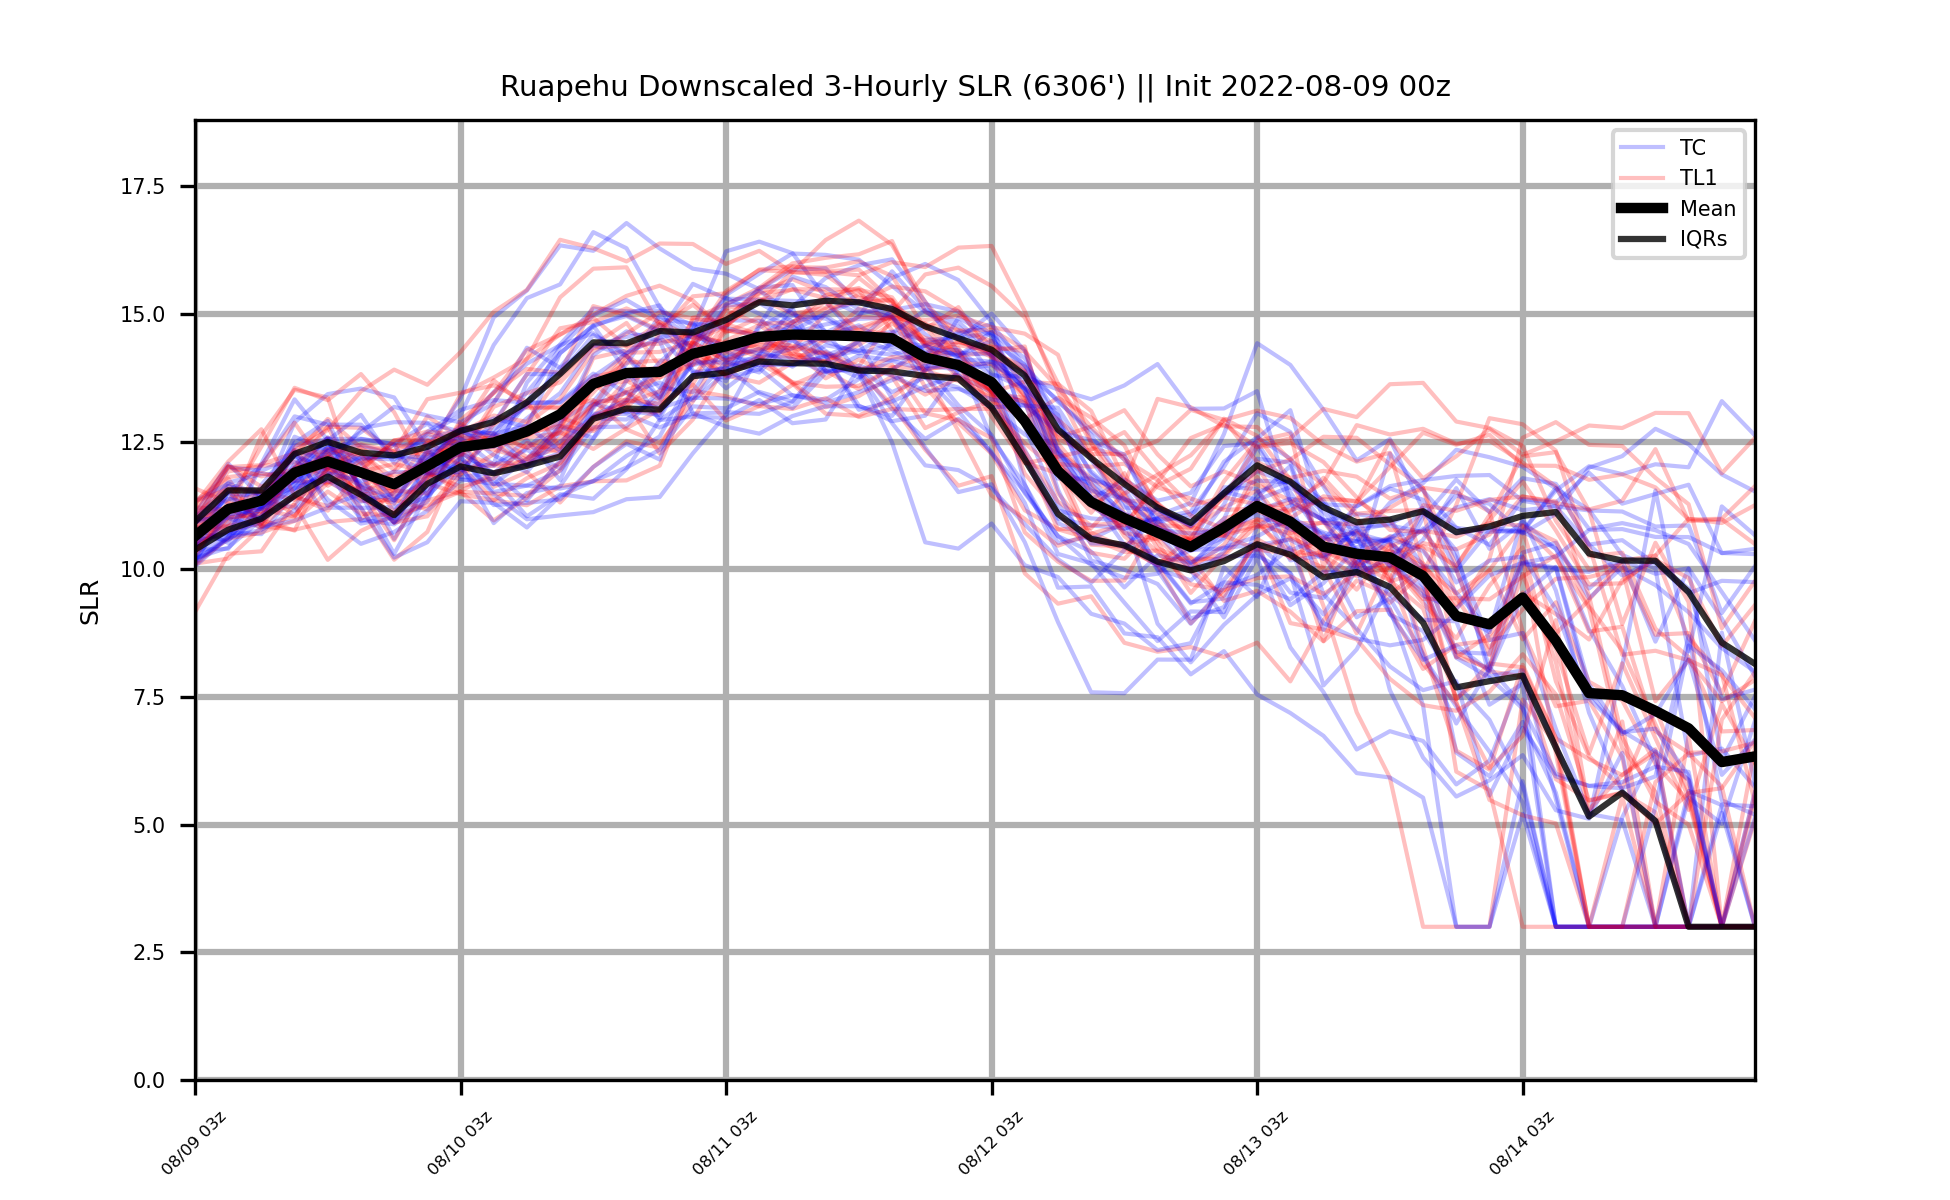 Ruapehu Downscaled 3-Hourly SLR (6306') || Init 2022-08-09 00z
TC
TL1
Mean
IQRs
SLR
17.5
15.0
12.5
10.0
7.5
5.0
2.5
0.0
08/09 03z
08/10 03z
08/11 03z
08/12 03z
08/13 03z
08/14 03z